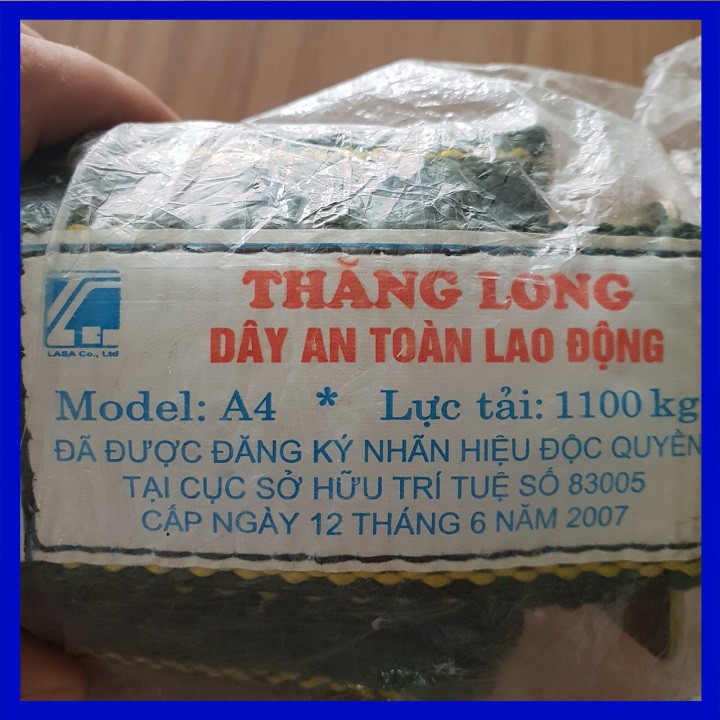 THĂNG LONG
LASA Co., Ltd
DÂY AN TOÀN LAO ĐỘNG
Model: A4 * Lực tải: 1100 kg
ĐÃ ĐƯỢC ĐĂNG KÝ NHÃN HIỆU ĐỘC QUYỀN
TẠI CỤC SỞ HỮU TRÍ TUỆ SỐ 83005
CẤP NGÀY 12 THÁNG 6 NĂM 2007